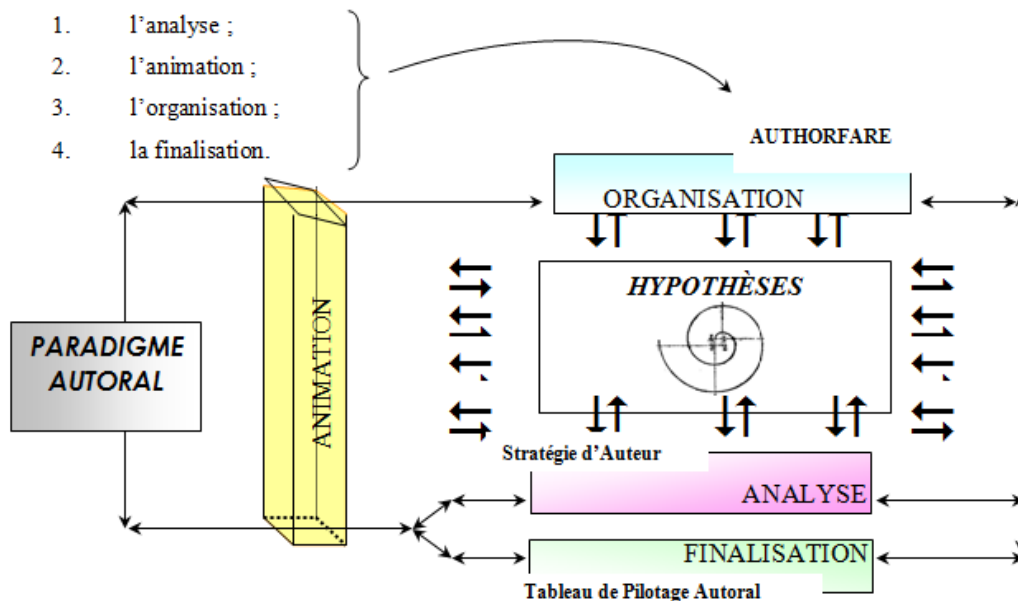 1. l'analyse ;
2. l'animation ;
3. l'organisation ;
4. la finalisation.
AUTHORFARE
ORGANISATION
HYPOTHÈSES
PARADIGME
AUTORAL
ANIMATION
Stratégie d'Auteur
ANALYSE
FINALISATION
Tableau de Pilotage Autoral